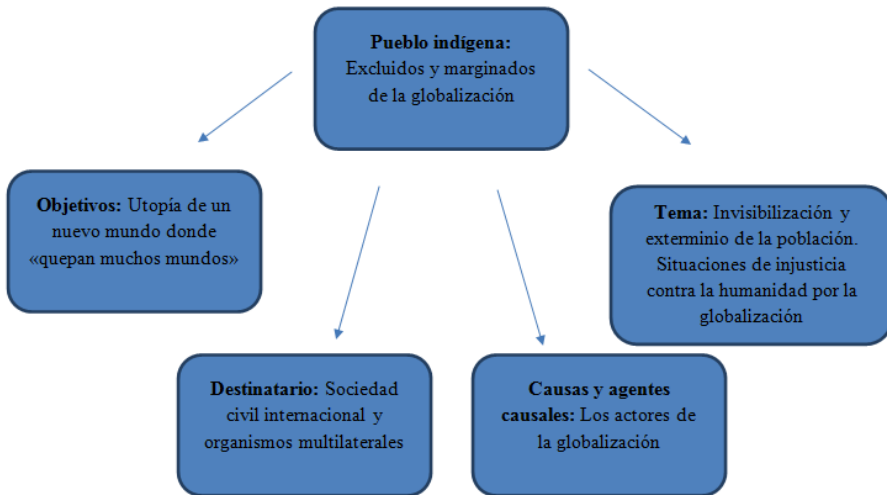 Pueblo indígena:
Excluidos y marginados
de la globalización
Objetivos: Utopía de un
nuevo mundo donde
«quepan muchos mundos»
Tema: Invisibilización y
exterminio de la población.
Situaciones de injusticia
contra la humanidad por la
globalización
Destinatario: Sociedad
civil internacional y
organismos multilaterales
Causas y agentes
causales: Los actores de
la globalización